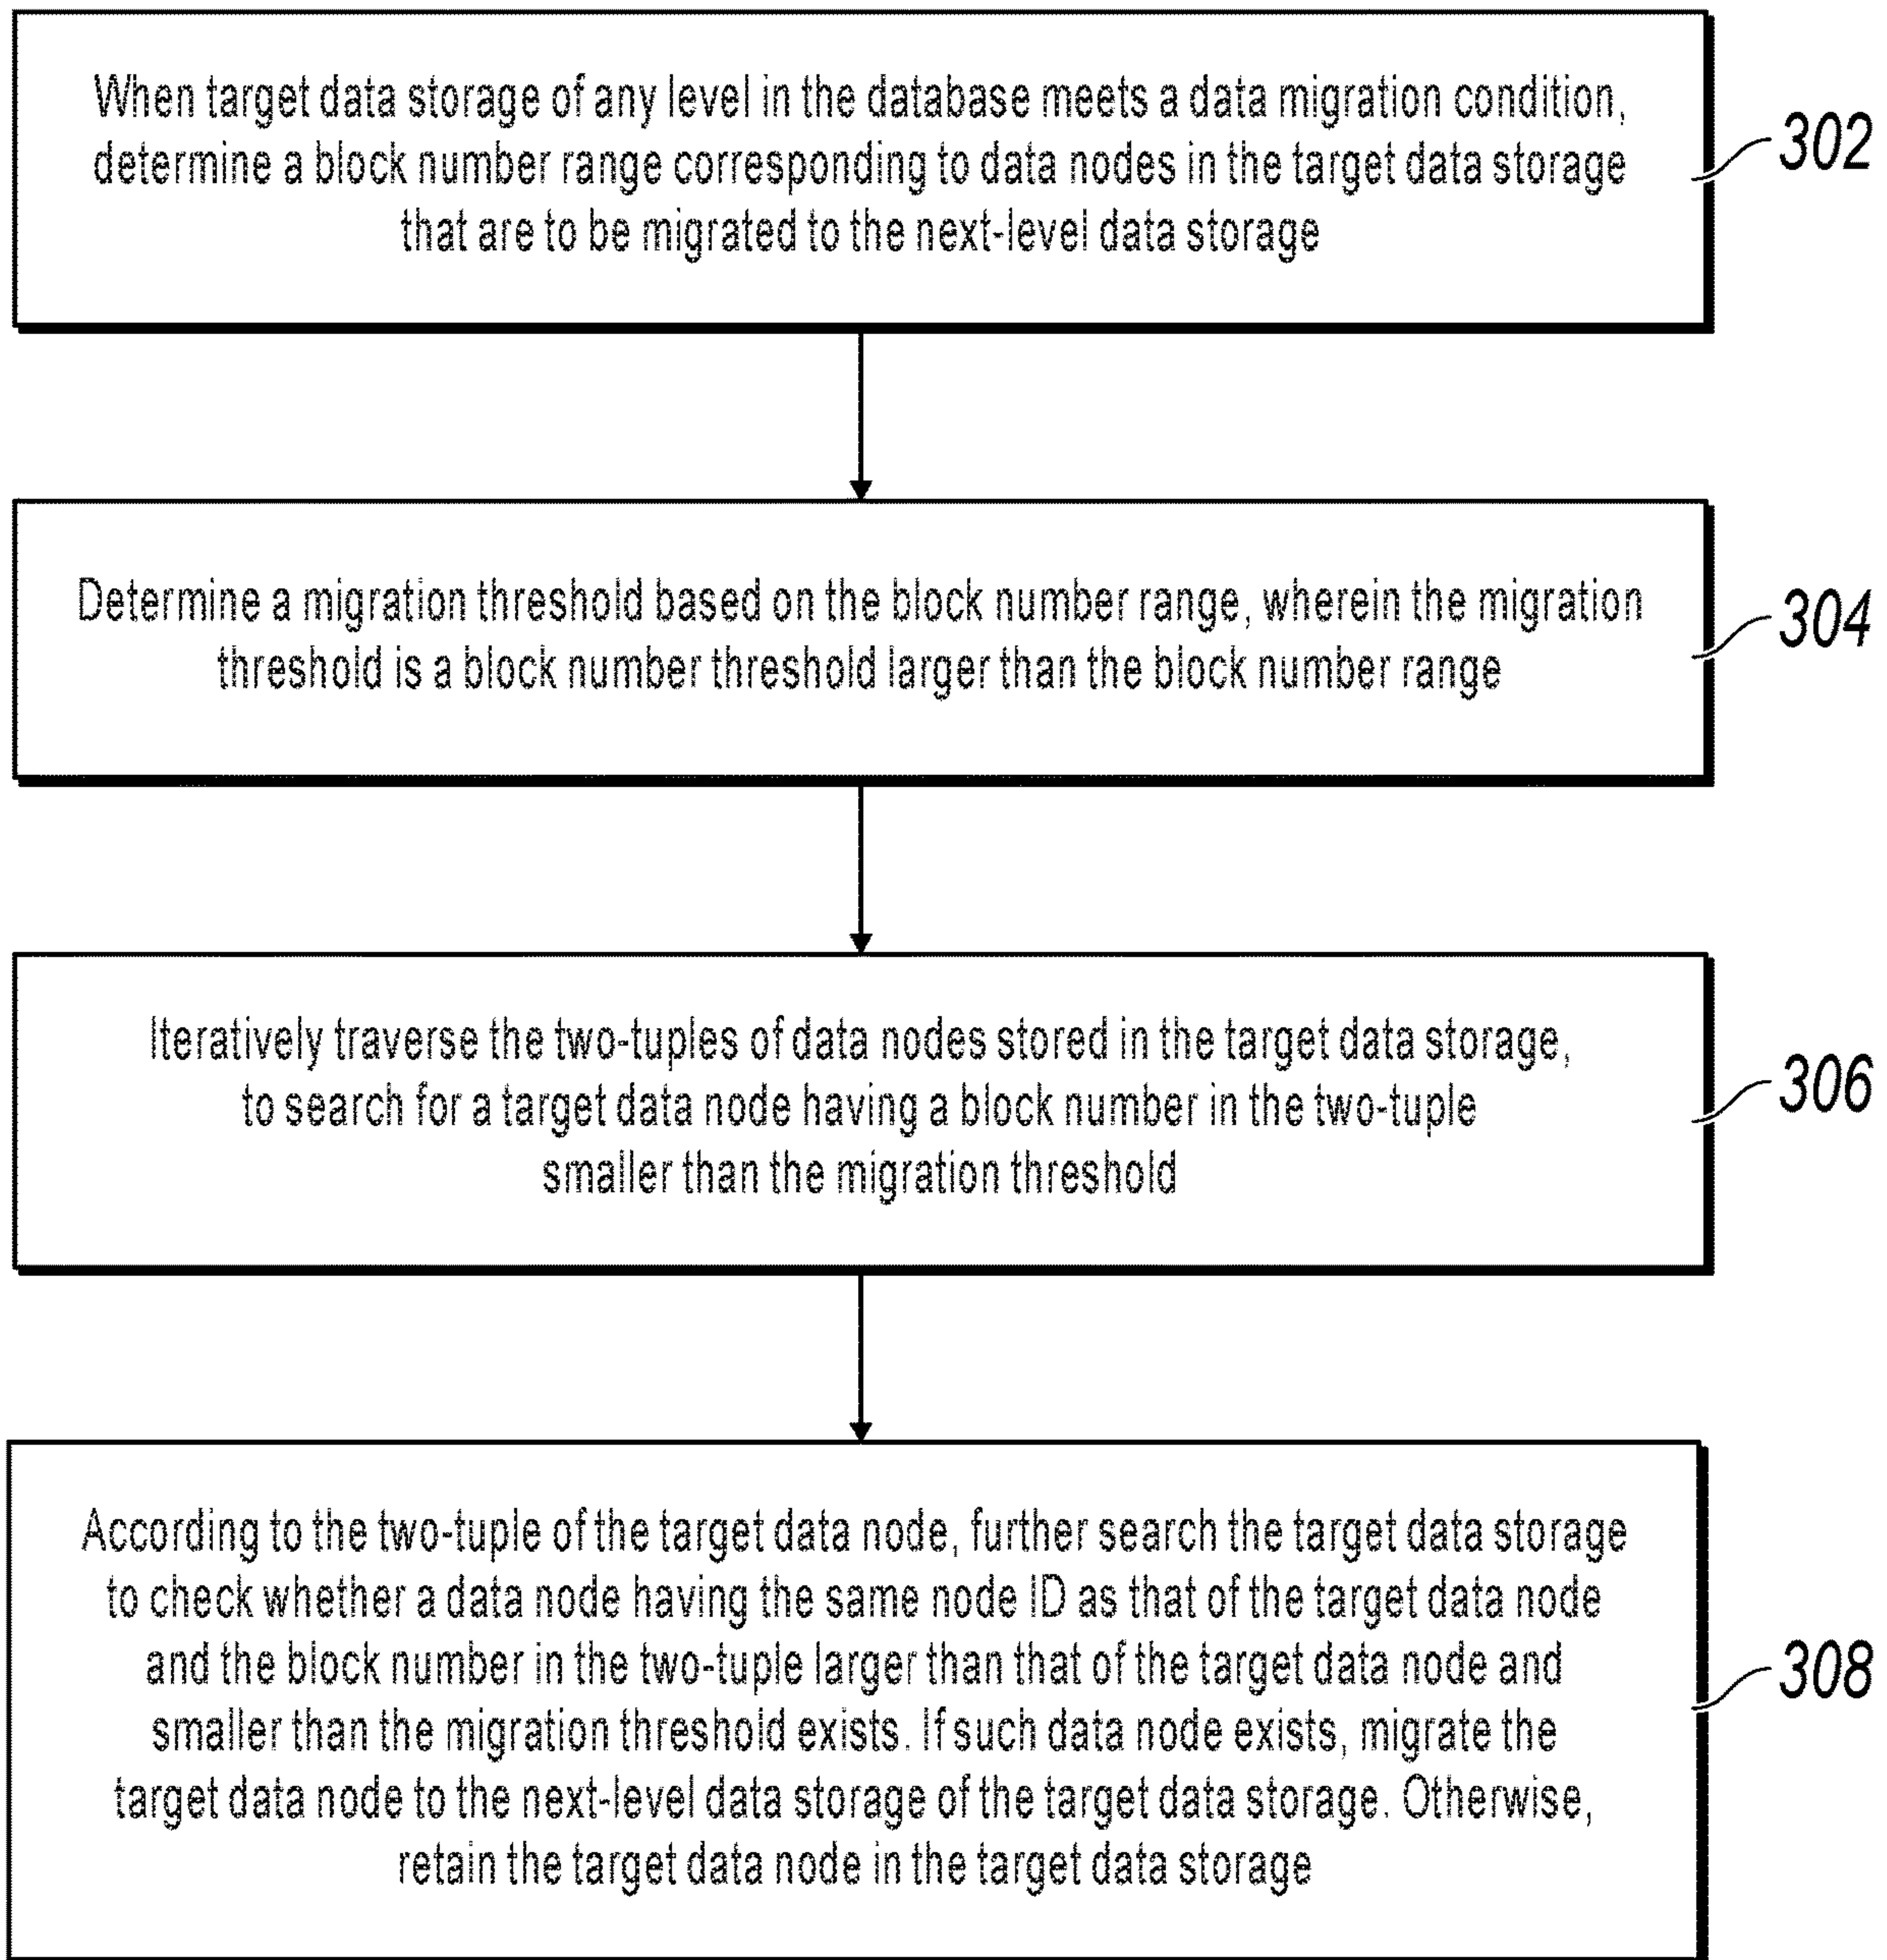 When target data storage of any level in the database meets a data migration condition,
determine a block number range corresponding to data nodes in the target data storage
that are to be migrated to the next-level data storage
302
Determine a migration threshold based on the block number range, wherein the migration
threshold is a block number threshold larger than the block number range
304
Iteratively traverse the two-tuples of data nodes stored in the target data storage,
to search for a target data node having a block number in the two-tuple
smaller than the migration threshold
306
According to the two-tuple of the target data node, further search the target data storage
to check whether a data node having the same node ID as that of the target data node
and the block number in the two-tuple larger than that of the target data node and
smaller than the migration threshold exists. If such data node exists, migrate the
target data node to the next-level data storage of the target data storage. Otherwise,
retain the target data node in the target data storage
308